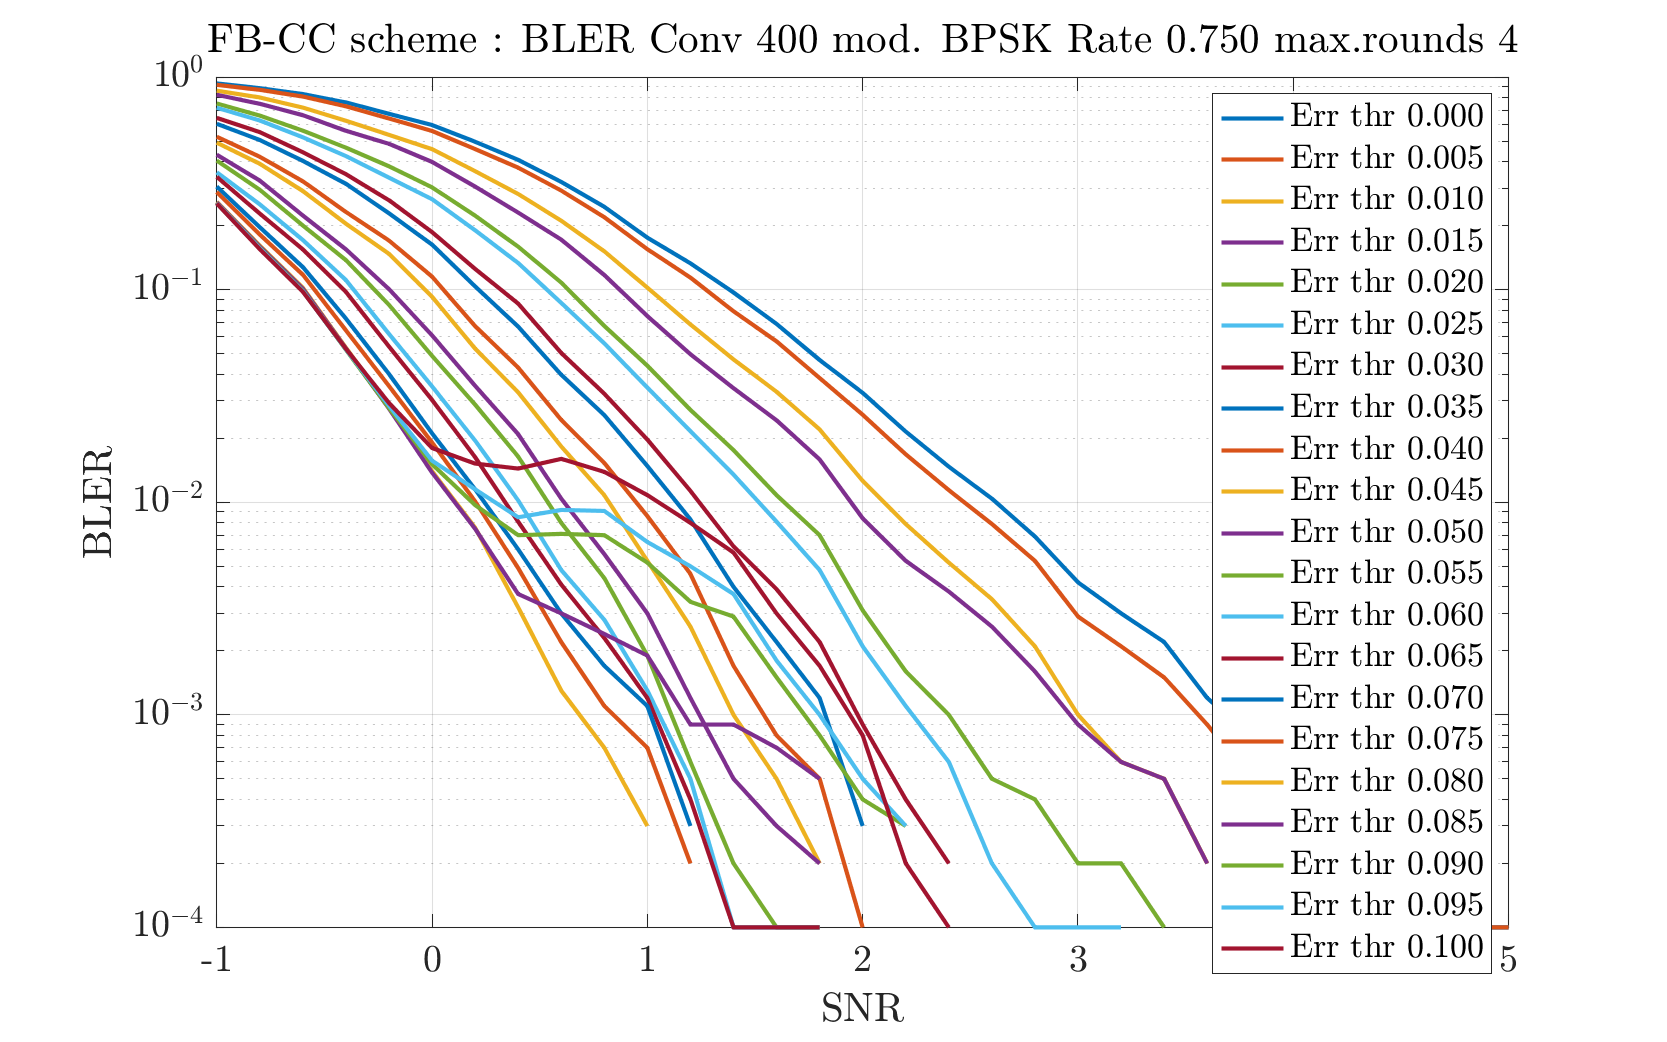 FB-CC scheme : BLER Conv 400 mod. BPSK Rate 0.750 max.rounds 4
10^0
10^-1
10^-2
10^-3
10^-4
BLER
-1 0 1 2 3 5
SNR
Err thr 0.000
Err thr 0.005
Err thr 0.010
Err thr 0.015
Err thr 0.020
Err thr 0.025
Err thr 0.030
Err thr 0.035
Err thr 0.040
Err thr 0.045
Err thr 0.050
Err thr 0.055
Err thr 0.060
Err thr 0.065
Err thr 0.070
Err thr 0.075
Err thr 0.080
Err thr 0.085
Err thr 0.090
Err thr 0.095
Err thr 0.100